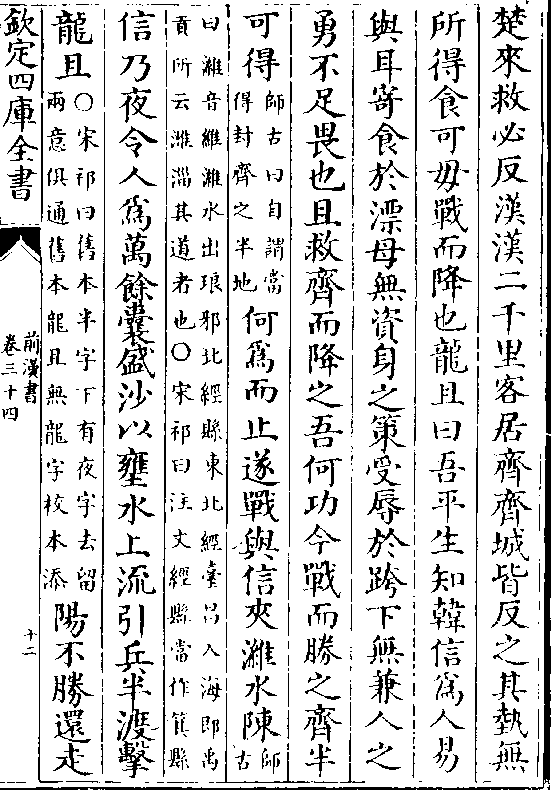 楚來救必反漢漢二千里客居齊齊城皆反之其埶無
所得食可毋戰而降也龍且曰吾平生知韓信爲人易
與耳寄食於漂母無資身之策受辱於跨下無兼人之
勇不足畏也且救齊而降之吾何功今戰而勝之齊半
可得師古曰自謂當得封齊之半地何爲而止遂戰與信夾濰水陳師古
曰濰音維濰水出琅邪北經縣東北經臺吕入海即禹
貢所云濰淄其道者也○宋祁曰注文經縣當作箕縣
信乃夜令人爲萬餘囊盛沙以壅水上流引兵半渡擊
龍且○宋祁曰舊本半字下有夜字去留兩意俱通舊本龍且無龍字校本添陽不勝還走
欽定四庫全書
前漢書
卷三十四
十二